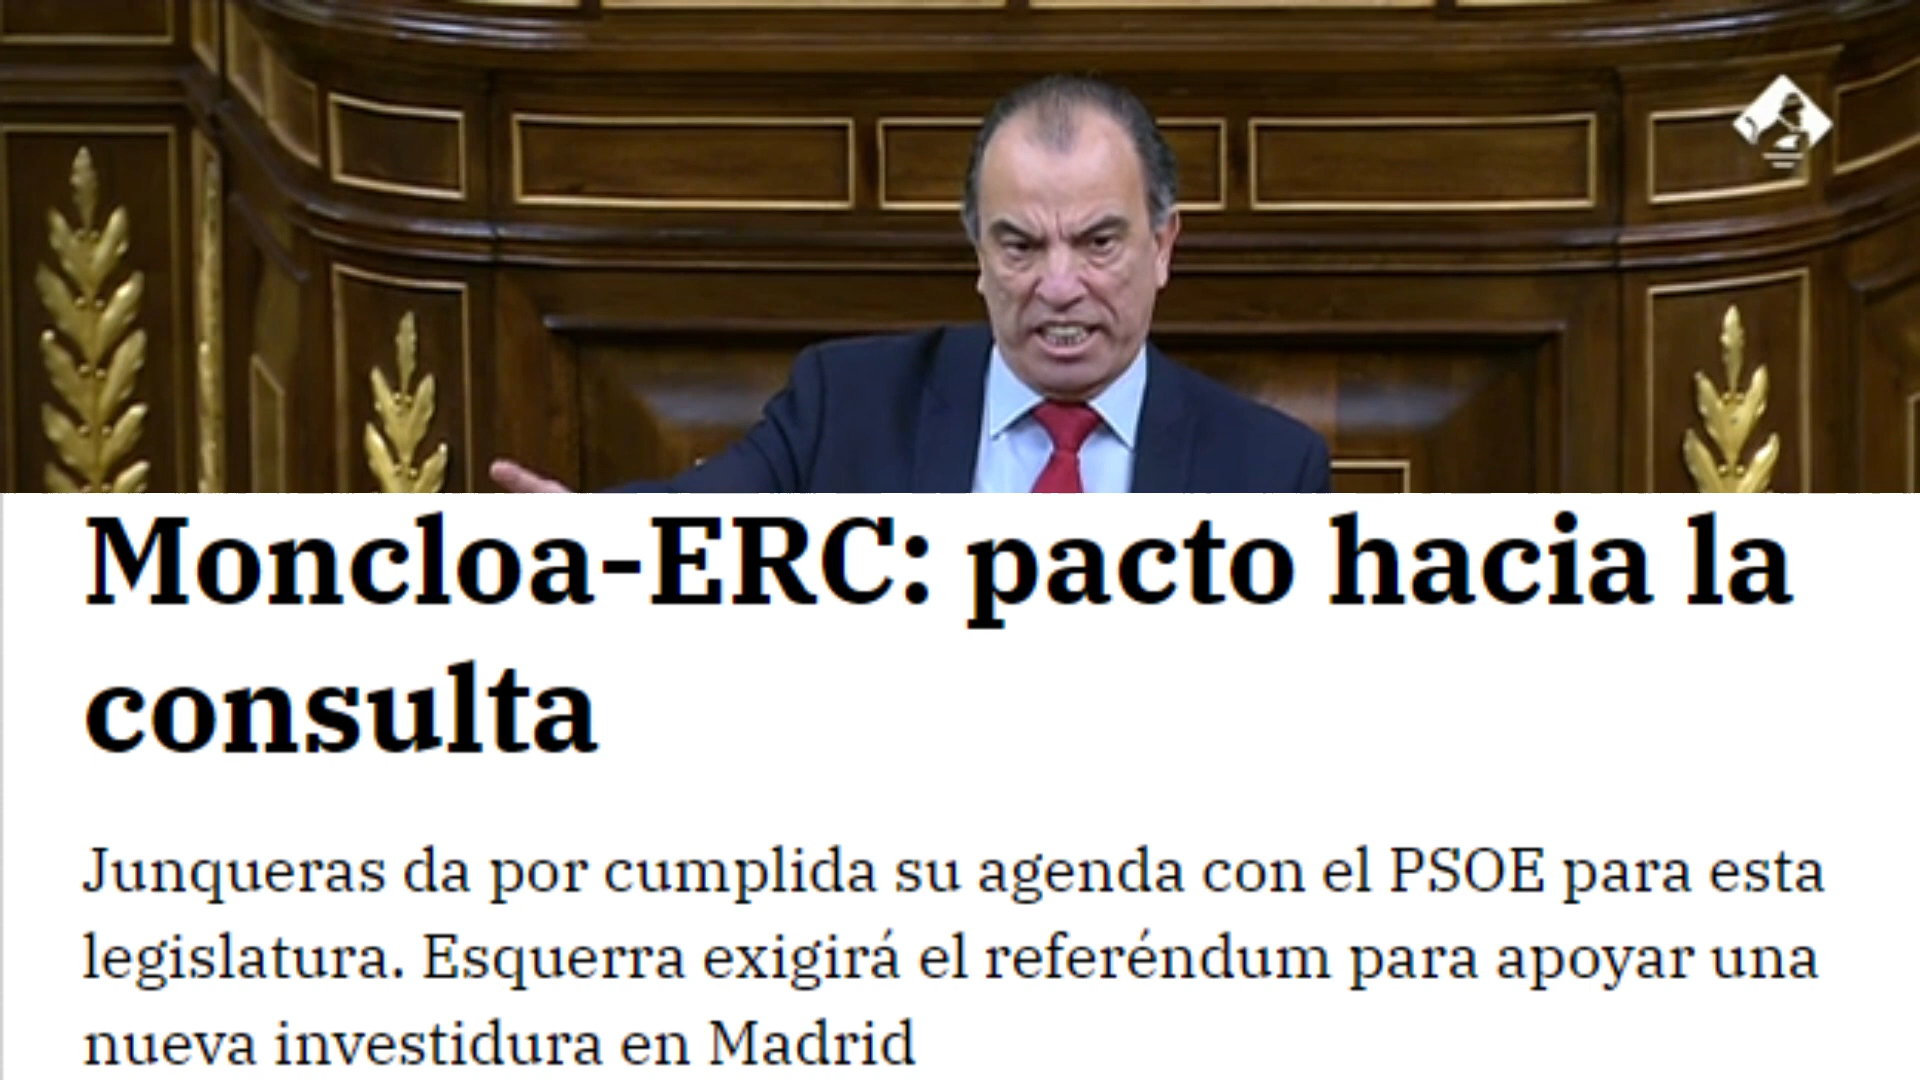 Moncloa-ERC: pacto hacia la
consulta
Junqueras da por cumplida su agenda con el PSOE para esta
legislatura. Esquerra exigirá el referéndum para apoyar una
nueva investidura en Madrid